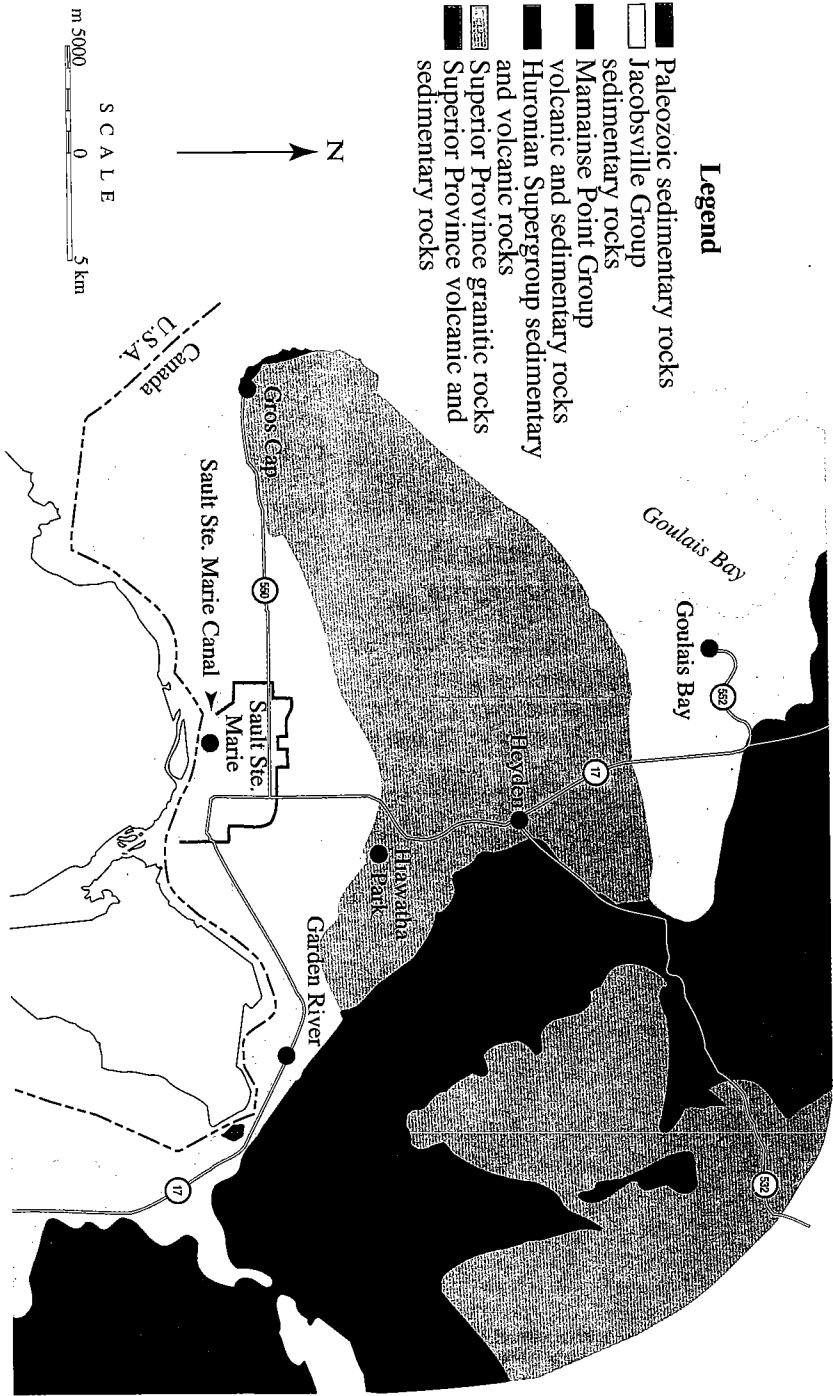 Legend
Paleozoic sedimentary rocks
Jacobsville Group
sedimentary rocks
Mamainse Point Group
volcanic and sedimentary rocks
Huronian Supergroup sedimentary
and volcanic rocks
Superior Province granitic rocks
Superior Province volcanic and
sedimentary rocks
N
SCALE
m 5000 0 5 km
U.S.A.
Canada
Gros Cap
Goulais Bay
Goulais Bay
552
550
17
Heyden
Sault Ste. Marie Canal
Sault Ste.
Marie
Hiawatha
Park
Garden River
17
532